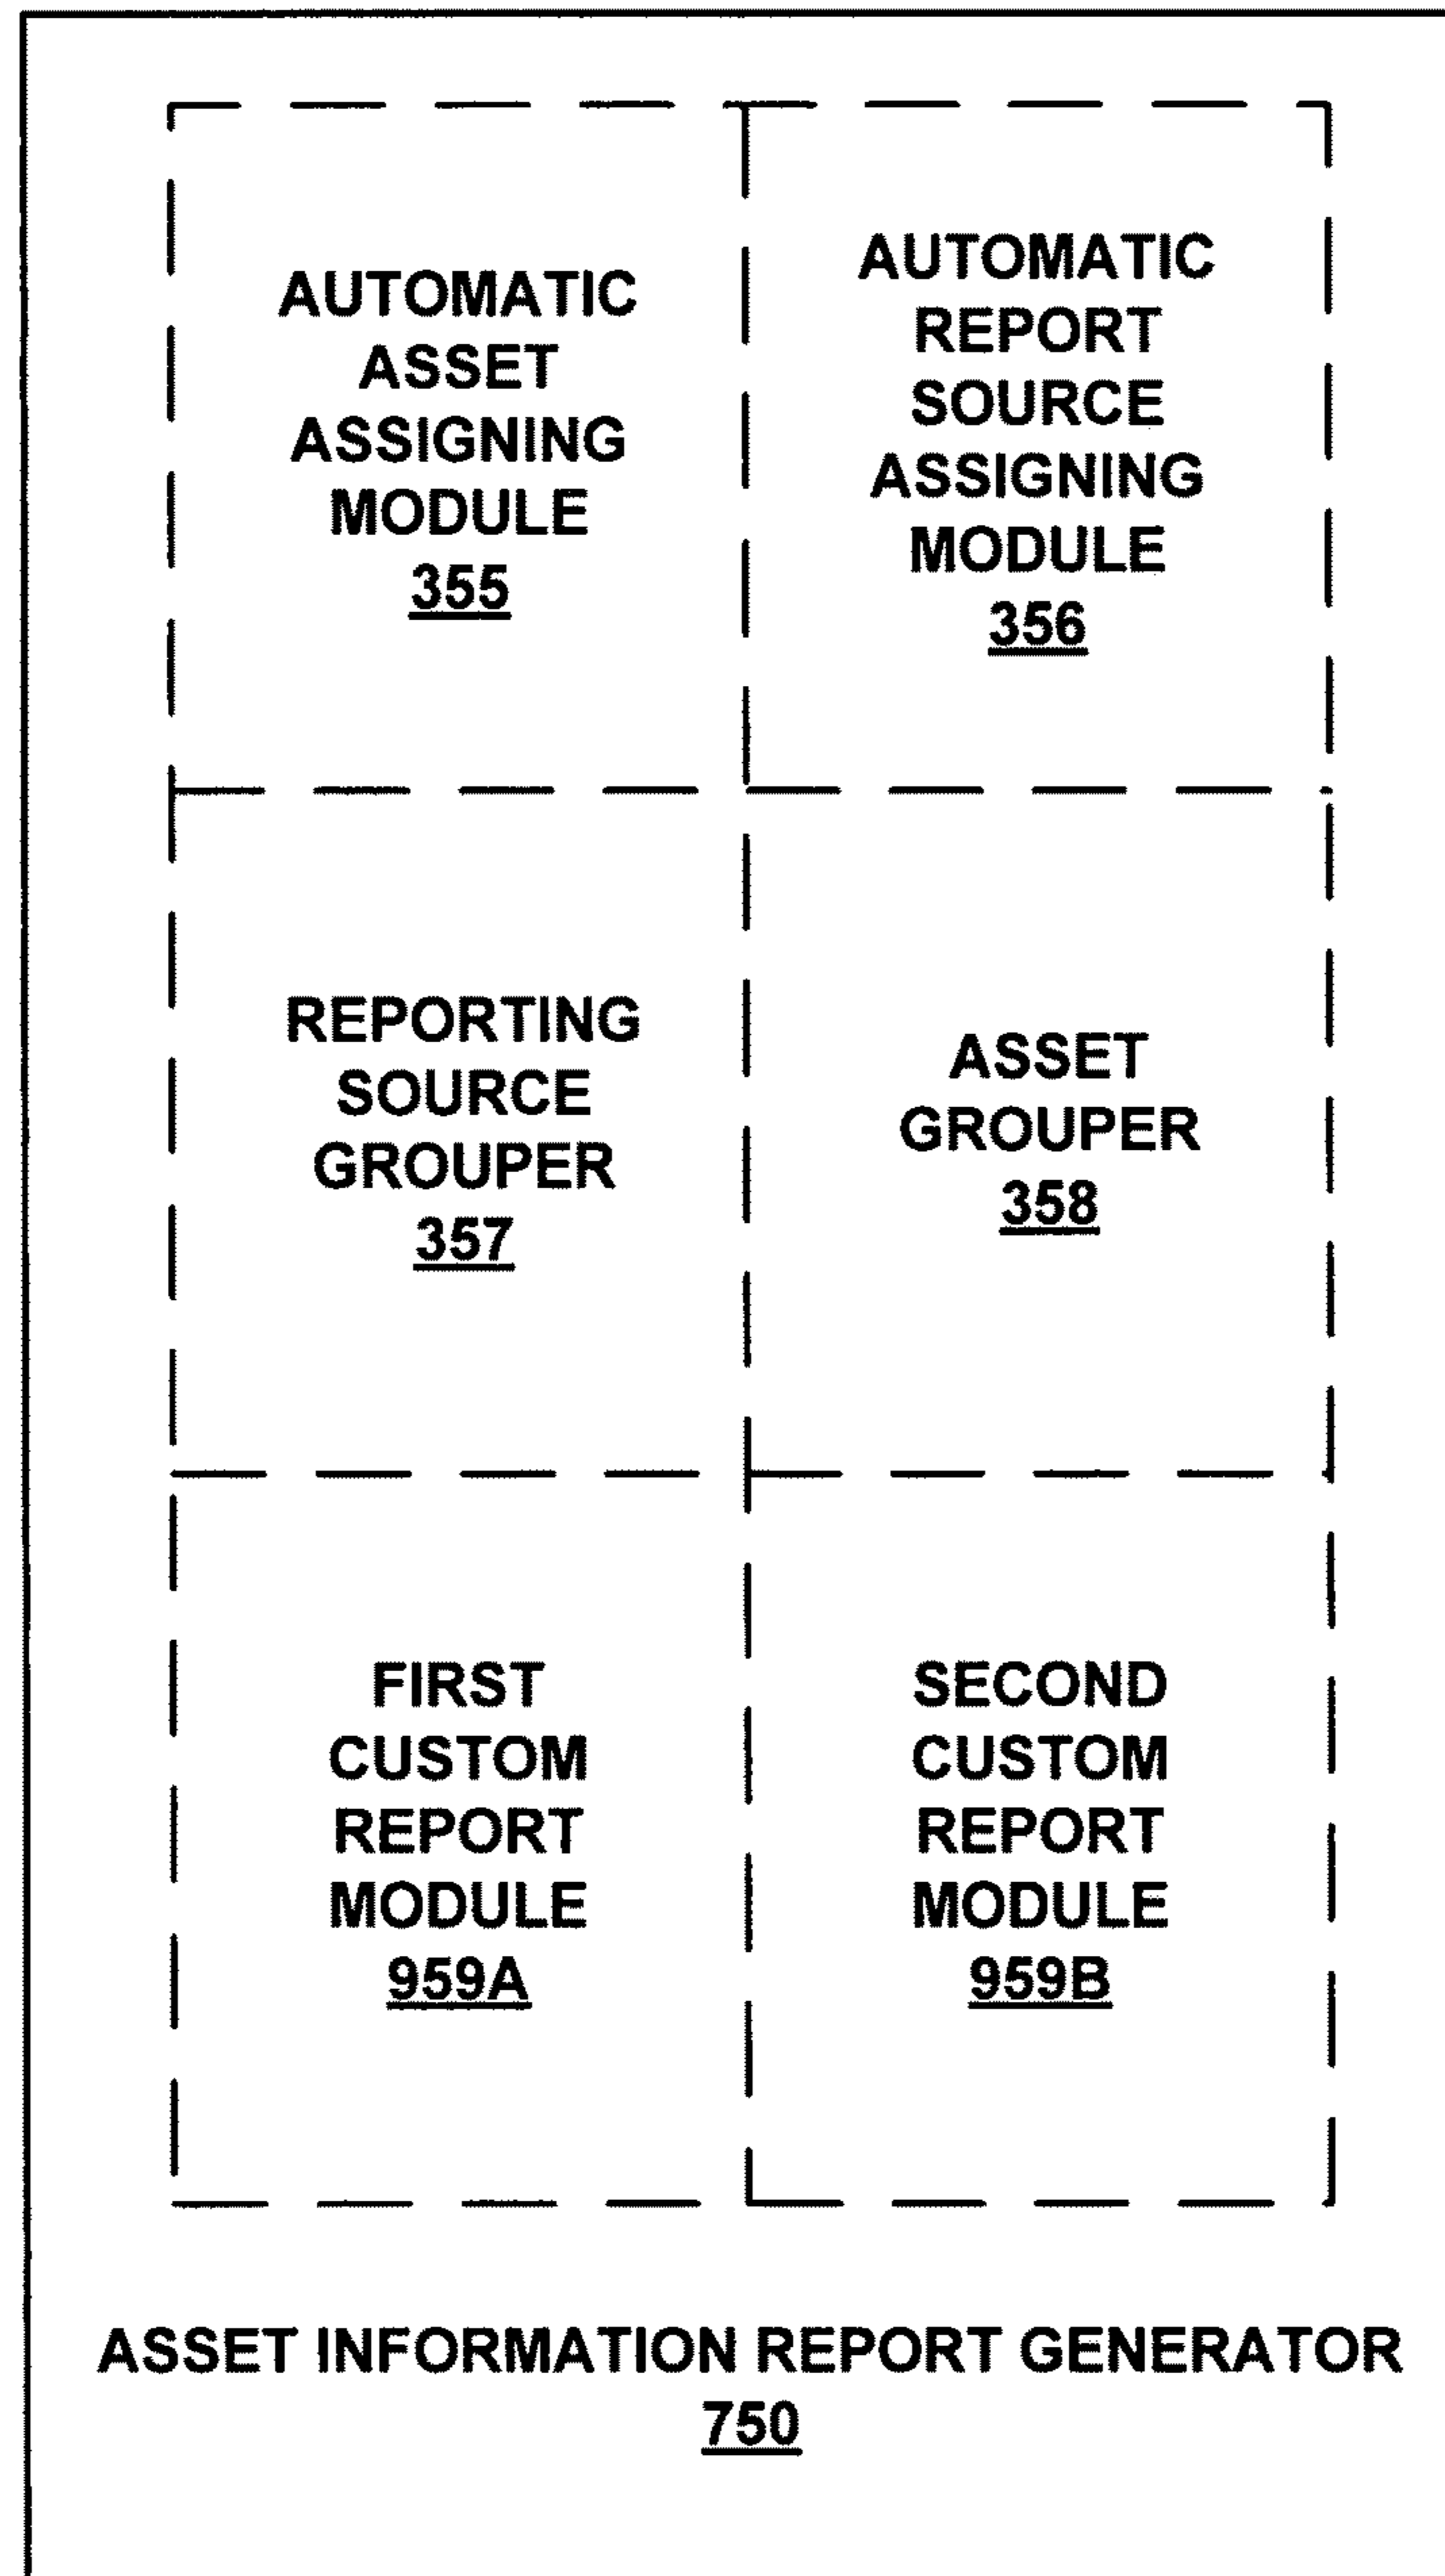 AUTOMATIC
ASSET
ASSIGNING
MODULE
355
AUTOMATIC
REPORT
SOURCE
ASSIGNING
MODULE
356
REPORTING
SOURCE
GROUPER
357
ASSET
GROUPER
358
FIRST
CUSTOM
REPORT
MODULE
959A
SECOND
CUSTOM
REPORT
MODULE
959B
ASSET INFORMATION REPORT GENERATOR
750